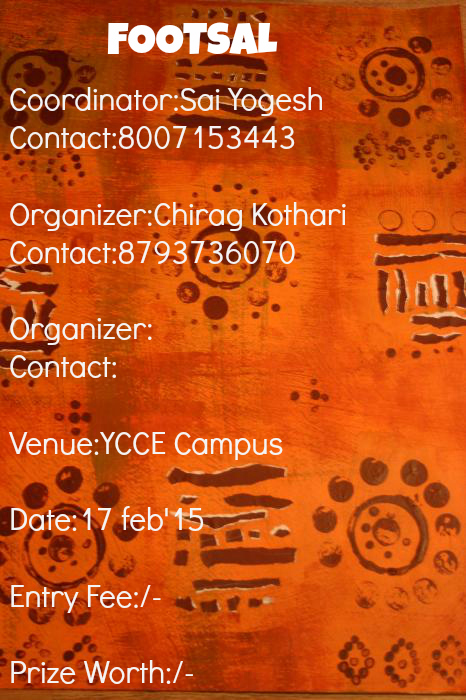 FOOTSAL
Coordinator:Sai Yogesh
Contact:8007153443
Organizer:Chirag Kothari
Contact:8793736070
Organizer:
Contact:
Venue:YCCE Campus
Date:17 feb'15
Entry Fee:/-
Prize Worth:/-